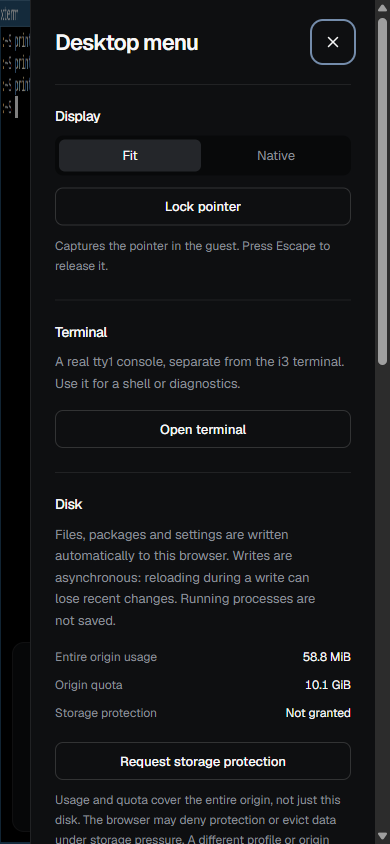 xterm
:~$ print
:~$ print
:~$ print
:~$
Desktop menu
Display
Fit
Native
Lock pointer
Captures the pointer in the guest. Press Escape to
release it.
Terminal
A real tty1 console, separate from the i3 terminal.
Use it for a shell or diagnostics.
Open terminal
Disk
Files, packages and settings are written
automatically to this browser. Writes are
asynchronous: reloading during a write can
lose recent changes. Running processes are
not saved.
Entire origin usage 58.8 MiB
Origin quota 10.1 GiB
Storage protection Not granted
Request storage protection
Usage and quota cover the entire origin, not just this
disk. The browser may deny protection or evict data
under storage pressure. A different profile or origin